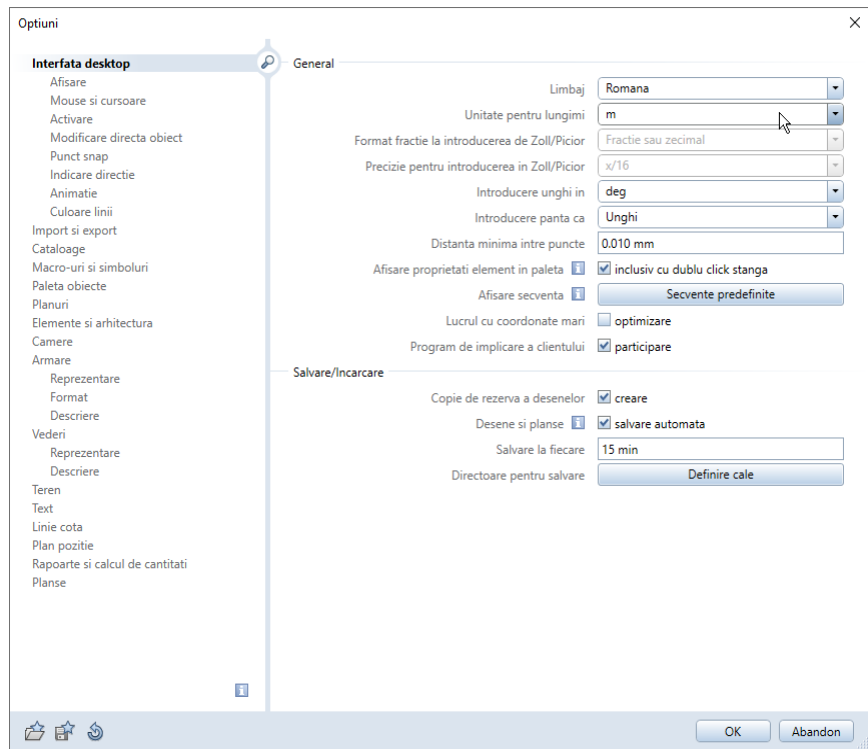 Optiuni
Interfata desktop
Afisare
Mouse si cursoare
Activare
Modificare directa obiect
Punct snap
Indicare directie
Animatie
Culoare linii
Import si export
Cataloage
Macro-uri si simboluri
Paleta obiecte
Planuri
Elemente si arhitectura
Camere
Armare
Reprezentare
Format
Descriere
Vederi
Reprezentare
Descriere
Teren
Text
Linie cota
Plan pozitie
Rapoarte si calcul de cantitati
Planse
General
Limbaj Romana
Unitate pentru lungimi m
Format fractie la introducerea de Zoll/Picior Fractie sau zecimal
Precizie pentru introducerea in Zoll/Picior x/16
Introducere unghi in deg
Introducere panta ca Unghi
Distanta minima intre puncte 0.010 mm
Afisare proprietati element in paleta i inclusiv cu dublu click stanga
Afisare secventa i Secvente predefinite
Lucrul cu coordonate mari optimizare
Program de implicare a clientului participare
Salvare/Incarcare
Copie de rezerva a desenelor creare
Desene si planse i salvare automata
Salvare la fiecare 15 min
Directoare pentru salvare Definire cale
i
OK Abandon